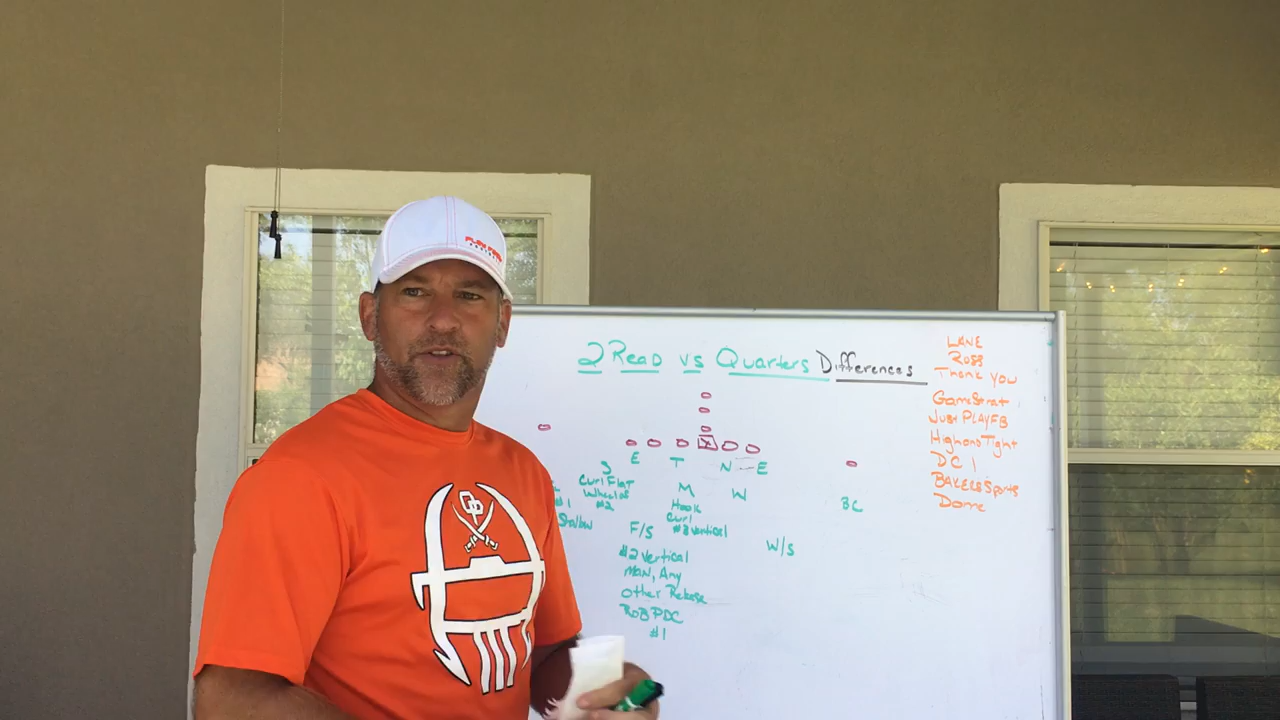 2 Read vs Quarters Differences
LANE
Ross
Thank you
GameStrat
Just PLAYFB
High and Tight
DC 1
BAKERS Sports
Dome
E T N E
S
Curl Flat
Wheel of
#2
M W
Hook
Curl
#3 vertical
BC
#1
Shallow
F/S
W/S
#2 vertical
MAN, Any
other Release
ROB PDC
#1
OP